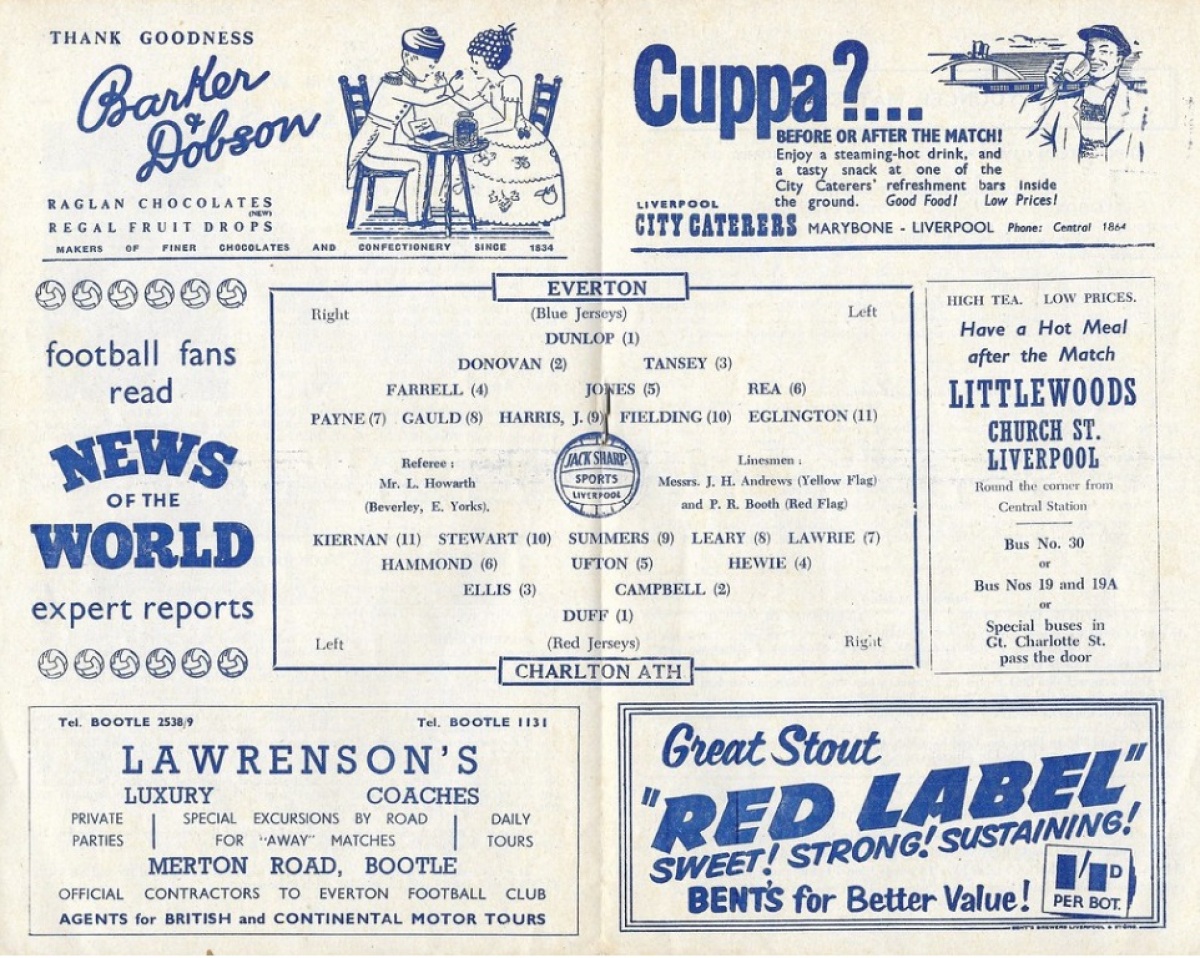 THANK GOODNESS
Barker
&
Dobson
RAGLAN CHOCOLATES
(NEW)
REGAL FRUIT DROPS
MAKERS OF FINER CHOCOLATES AND CONFECTIONERY SINCE 1834
Cuppa?...
BEFORE OR AFTER THE MATCH!
Enjoy a steaming-hot drink, and
a tasty snack at one of the
City Caterers' refreshment bars inside
the ground. Good Food! Low Prices!
LIVERPOOL
CITY CATERERS MARYBONE - LIVERPOOL Phone: Central 1864
football fans
read
NEWS
OF THE
WORLD
expert reports
EVERTON
Right (Blue Jerseys) Left
DUNLOP (1)
DONOVAN (2) TANSEY (3)
FARRELL (4) JONES (5) REA (6)
PAYNE (7) GAULD (8) HARRIS, J. (9) FIELDING (10) EGLINGTON (11)
Referee :
Mr. L. Howarth
(Beverley, E. Yorks).
JACK SHARP
SPORTS
LIVERPOOL
Linesmen :
Messrs. J. H. Andrews (Yellow Flag)
and P. R. Booth (Red Flag)
KIERNAN (11) STEWART (10) SUMMERS (9) LEARY (8) LAWRIE (7)
HAMMOND (6) UFTON (5) HEWIE (4)
ELLIS (3) CAMPBELL (2)
DUFF (1)
Left (Red Jerseys) Right
CHARLTON ATH
HIGH TEA. LOW PRICES.
Have a Hot Meal
after the Match
LITTLEWOODS
CHURCH ST.
LIVERPOOL
Round the corner from
Central Station
Bus No. 30
or
Bus Nos 19 and 19A
or
Special buses in
Gt. Charlotte St.
pass the door
Tel. BOOTLE 2538/9 Tel. BOOTLE 1131
LAWRENSON'S
LUXURY COACHES
PRIVATE SPECIAL EXCURSIONS BY ROAD DAILY
PARTIES FOR "AWAY" MATCHES TOURS
MERTON ROAD, BOOTLE
OFFICIAL CONTRACTORS TO EVERTON FOOTBALL CLUB
AGENTS for BRITISH and CONTINENTAL MOTOR TOURS
Great Stout
"RED LABEL"
SWEET! STRONG! SUSTAINING!
BENT'S for Better Value!
1/1D
PER BOT.
BENT'S BREWERY LIVERPOOL & STONE